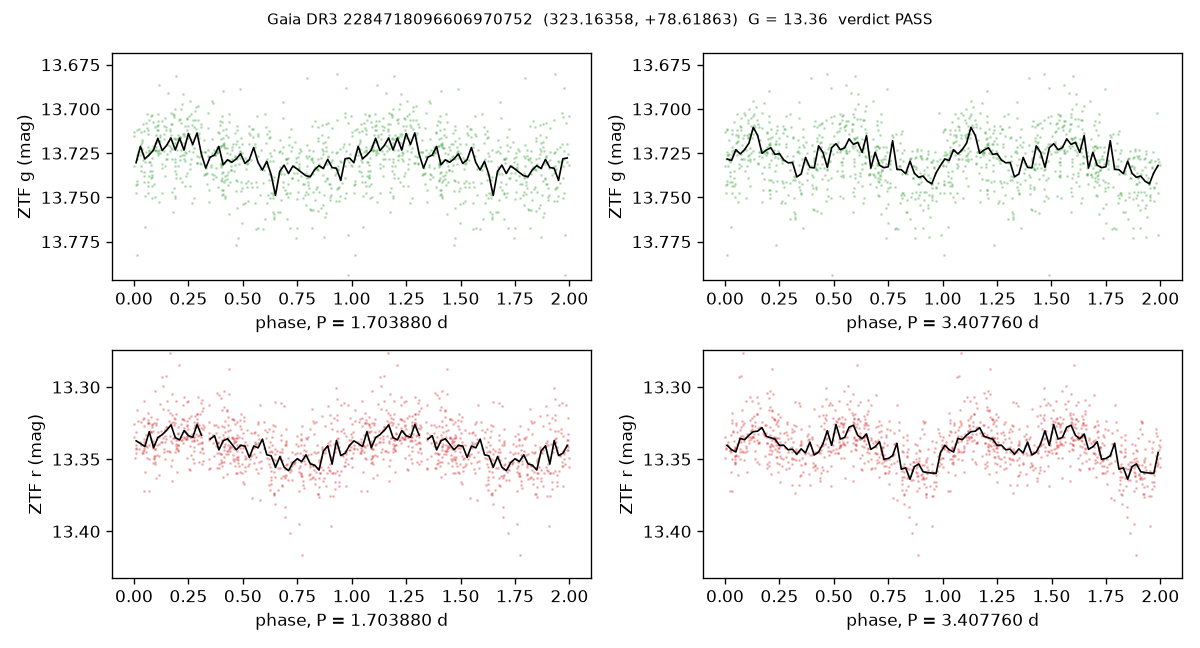 Gaia DR3 2284718096606970752 (323.16358, +78.61863) G = 13.36 verdict PASS
ZTF g (mag)
13.675
13.700
13.725
13.750
13.775
0.00 0.25 0.50 0.75 1.00 1.25 1.50 1.75 2.00
phase, P = 1.703880 d
ZTF g (mag)
13.675
13.700
13.725
13.750
13.775
0.00 0.25 0.50 0.75 1.00 1.25 1.50 1.75 2.00
phase, P = 3.407760 d
ZTF r (mag)
13.30
13.35
13.40
0.00 0.25 0.50 0.75 1.00 1.25 1.50 1.75 2.00
phase, P = 1.703880 d
ZTF r (mag)
13.30
13.35
13.40
0.00 0.25 0.50 0.75 1.00 1.25 1.50 1.75 2.00
phase, P = 3.407760 d